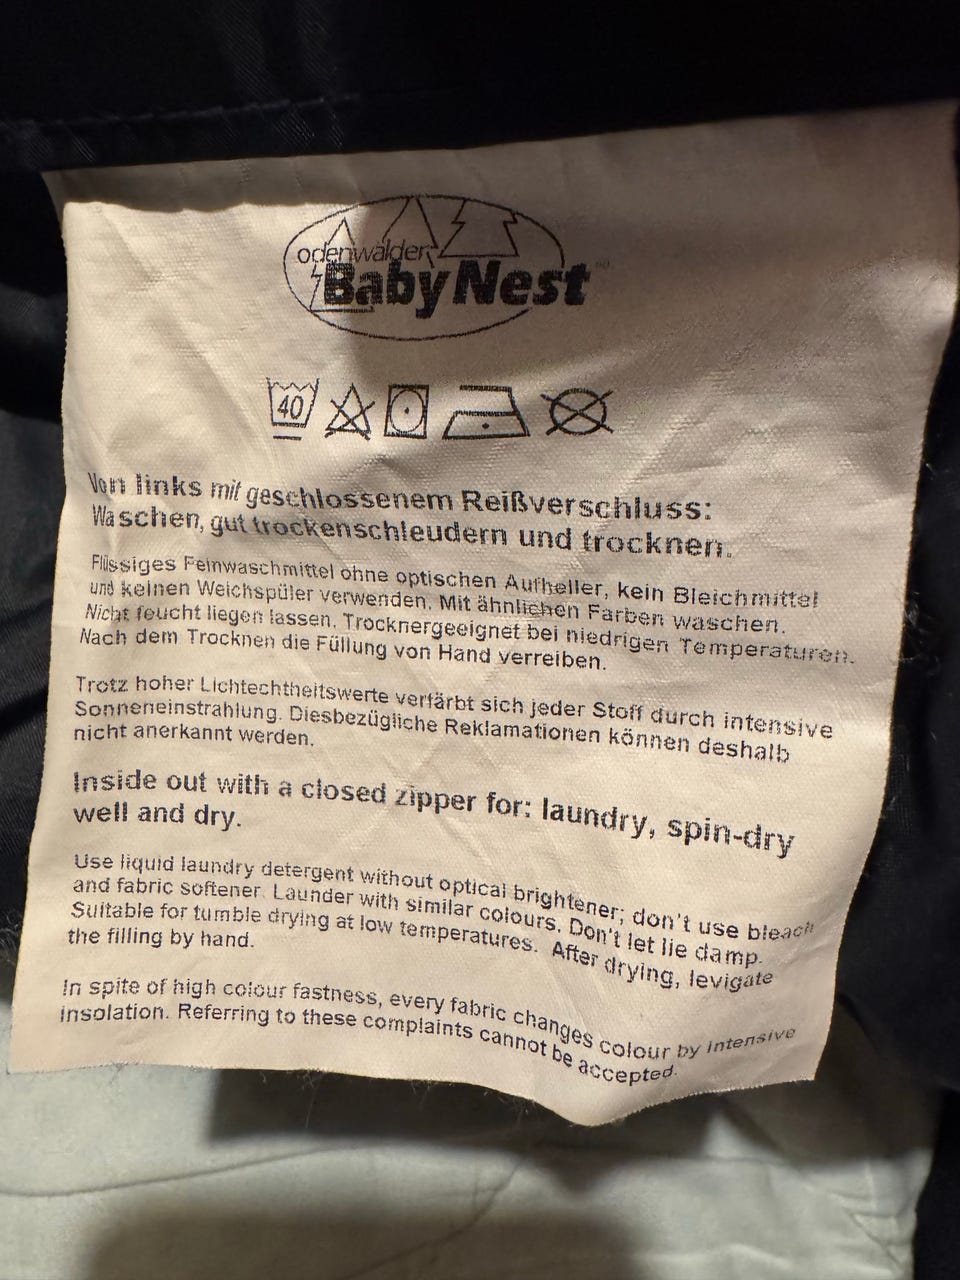 odenwälder
BabyNest
40
Von links mit geschlossenem Reißverschluss:
Waschen, gut trockenschleudern und trocknen.
Flüssiges Feinwaschmittel ohne optischen Aufheller, kein Bleichmittel
und keinen Weichspüler verwenden. Mit ähnlichen Farben waschen.
Nicht feucht liegen lassen. Trocknergeeignet bei niedrigen Temperaturen.
Nach dem Trocknen die Füllung von Hand verreiben.
Trotz hoher Lichtechtheitswerte verfärbt sich jeder Stoff durch intensive
Sonneneinstrahlung. Diesbezügliche Reklamationen können deshalb
nicht anerkannt werden.
Inside out with a closed zipper for: laundry, spin-dry
well and dry.
Use liquid laundry detergent without optical brightener; don't use bleach
and fabric softener. Launder with similar colours. Don't let lie damp.
Suitable for tumble drying at low temperatures. After drying, levigate
the filling by hand.
In spite of high colour fastness, every fabric changes colour by intensive
insolation. Referring to these complaints cannot be accepted.